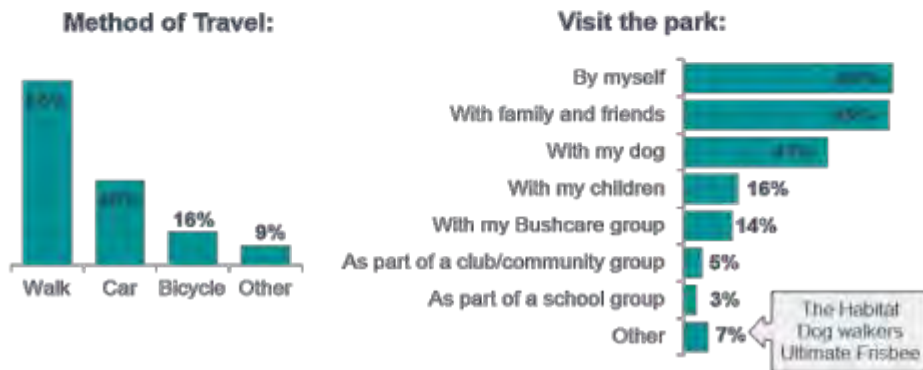 Method of Travel:
16%
9%
Walk
Car
Bicycle
Other
Visit the park:
By myself
With family and friends
With my dog
With my children
16%
With my Bushcare group
14%
As part of a club/community group
5%
As part of a school group
3%
Other
7%
The Habitat
Dog walkers
Ultimate Frisbee